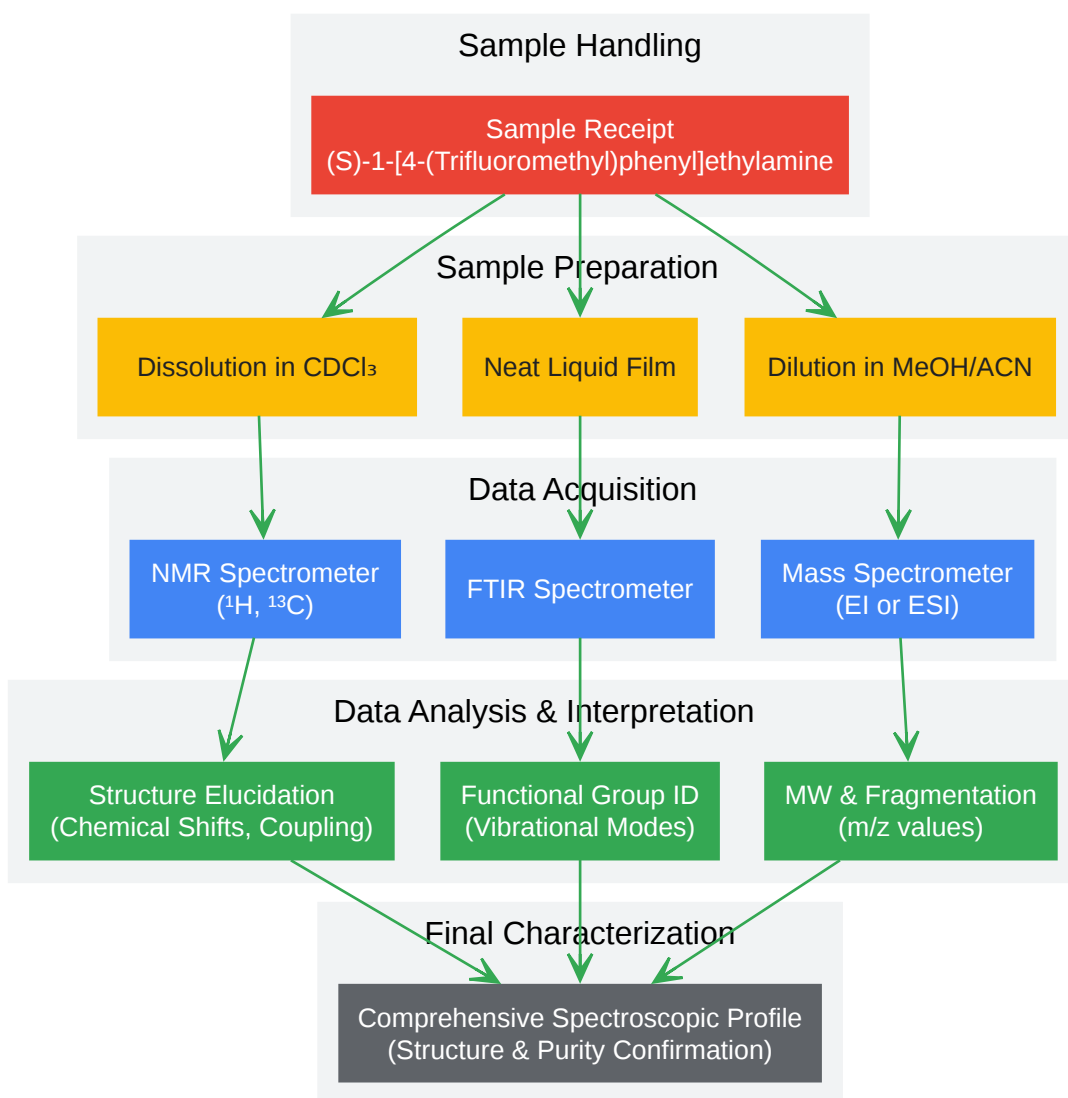 Sample Handling
Sample Receipt
(S)-1-[4-(Trifluoromethyl)phenyl]ethylamine
Sample Preparation
Dissolution in CDCl₃
Neat Liquid Film
Dilution in MeOH/ACN
Data Acquisition
NMR Spectrometer
(¹H, ¹³C)
FTIR Spectrometer
Mass Spectrometer
(EI or ESI)
Data Analysis & Interpretation
Structure Elucidation
(Chemical Shifts, Coupling)
Functional Group ID
(Vibrational Modes)
MW & Fragmentation
(m/z values)
Final Characterization
Comprehensive Spectroscopic Profile
(Structure & Purity Confirmation)